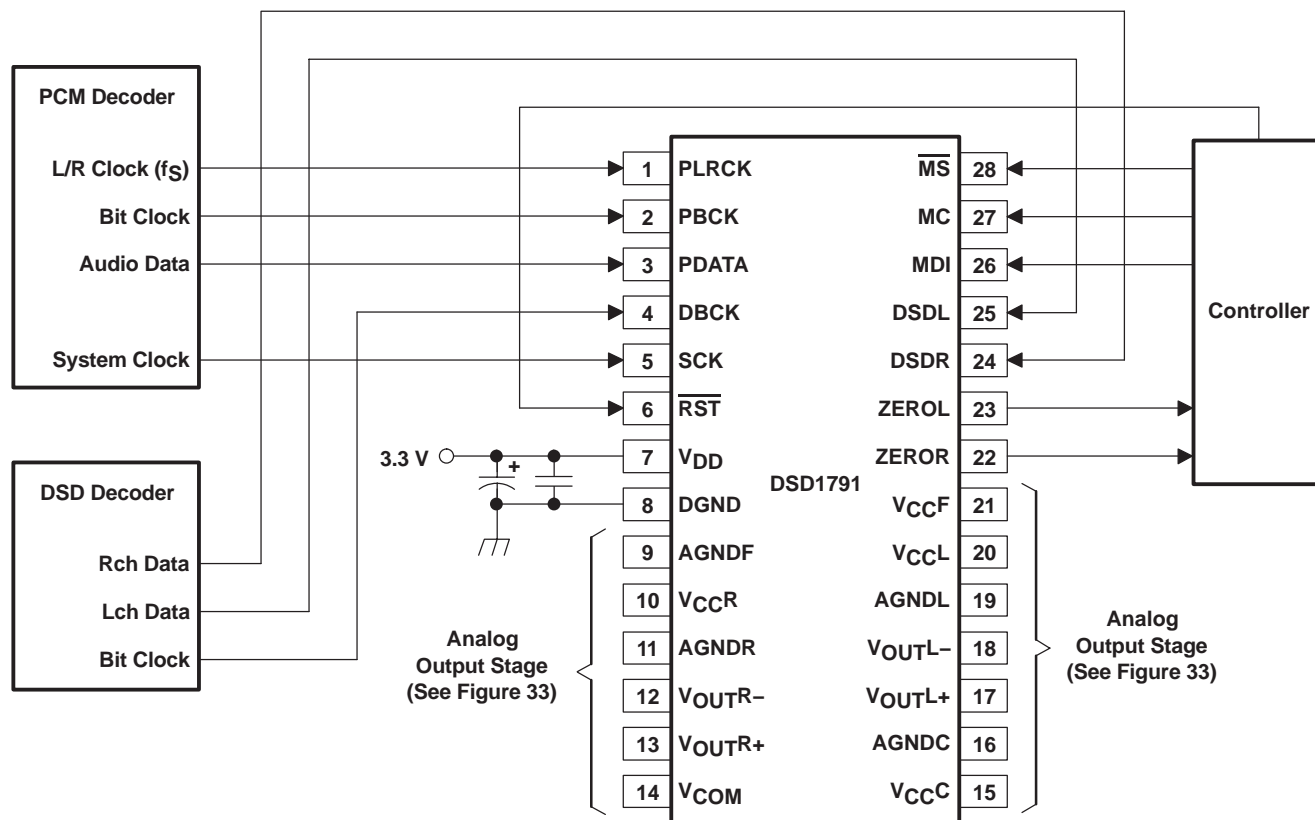 PCM Decoder
L/R Clock (fS)
Bit Clock
Audio Data
System Clock
DSD Decoder
Rch Data
Lch Data
Bit Clock
3.3 V
+
Analog
Output Stage
(See Figure 33)
1 PLRCK
2 PBCK
3 PDATA
4 DBCK
5 SCK
6 RST
7 VDD
8 DGND
9 AGNDF
10 VCCR
11 AGNDR
12 VOUTR–
13 VOUTR+
14 VCOM
DSD1791
MS 28
MC 27
MDI 26
DSDL 25
DSDR 24
ZEROL 23
ZEROR 22
VCCF 21
VCCL 20
AGNDL 19
VOUTL– 18
VOUTL+ 17
AGNDC 16
VCCC 15
Analog
Output Stage
(See Figure 33)
Controller